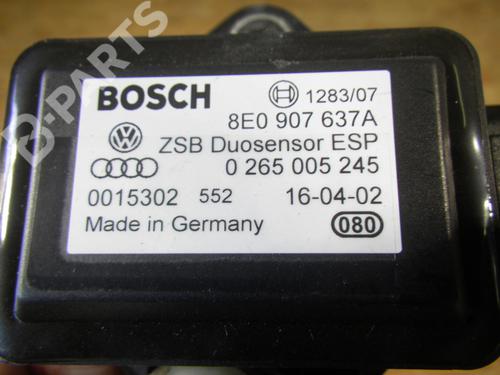 B-PARTS
BOSCH 1283/07
8E0 907 637A
ZSB Duosensor ESP
0 265 005 245
0015302 552 16-04-02
Made in Germany 080